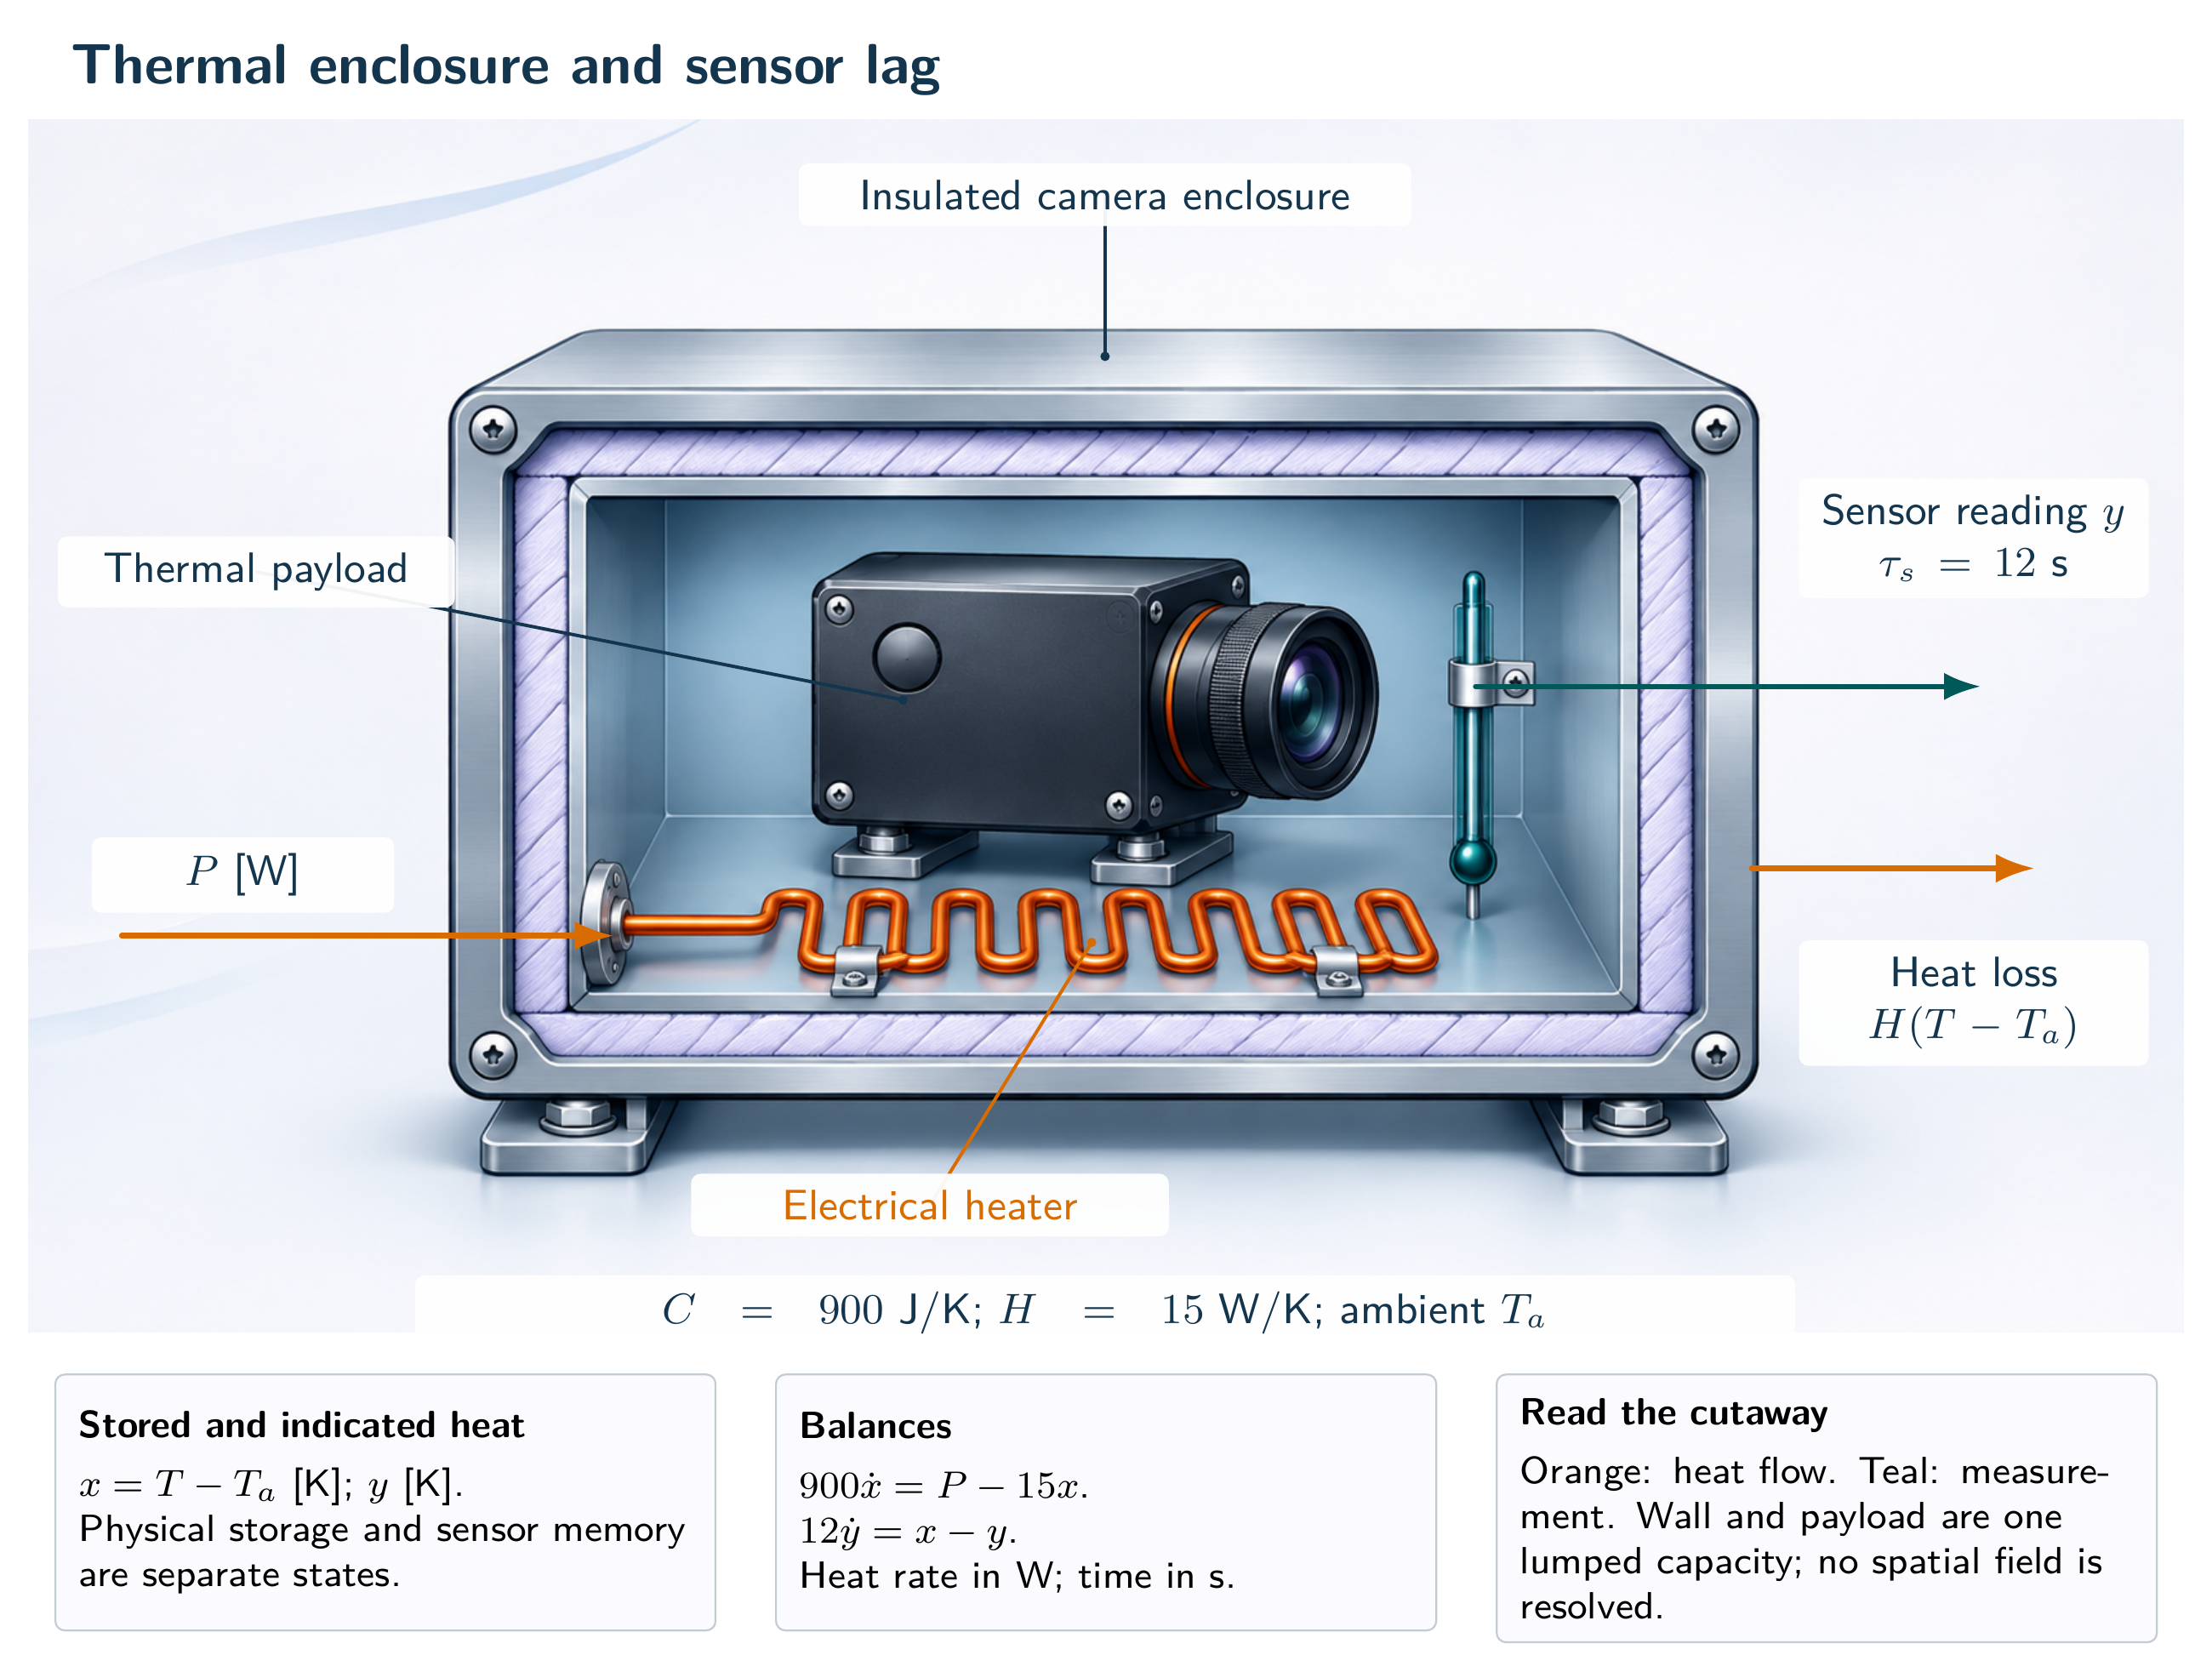 Thermal enclosure and sensor lag
Insulated camera enclosure
Thermal payload
Sensor reading y
τₛ = 12 s
P [W]
Heat loss
H(T − Tₐ)
Electrical heater
C = 900 J/K; H = 15 W/K; ambient Tₐ
Stored and indicated heat
x = T − Tₐ [K]; y [K].
Physical storage and sensor memory
are separate states.
Balances
900ẋ = P − 15x.
12ẏ = x − y.
Heat rate in W; time in s.
Read the cutaway
Orange: heat flow. Teal: measure-
ment. Wall and payload are one
lumped capacity; no spatial field is
resolved.